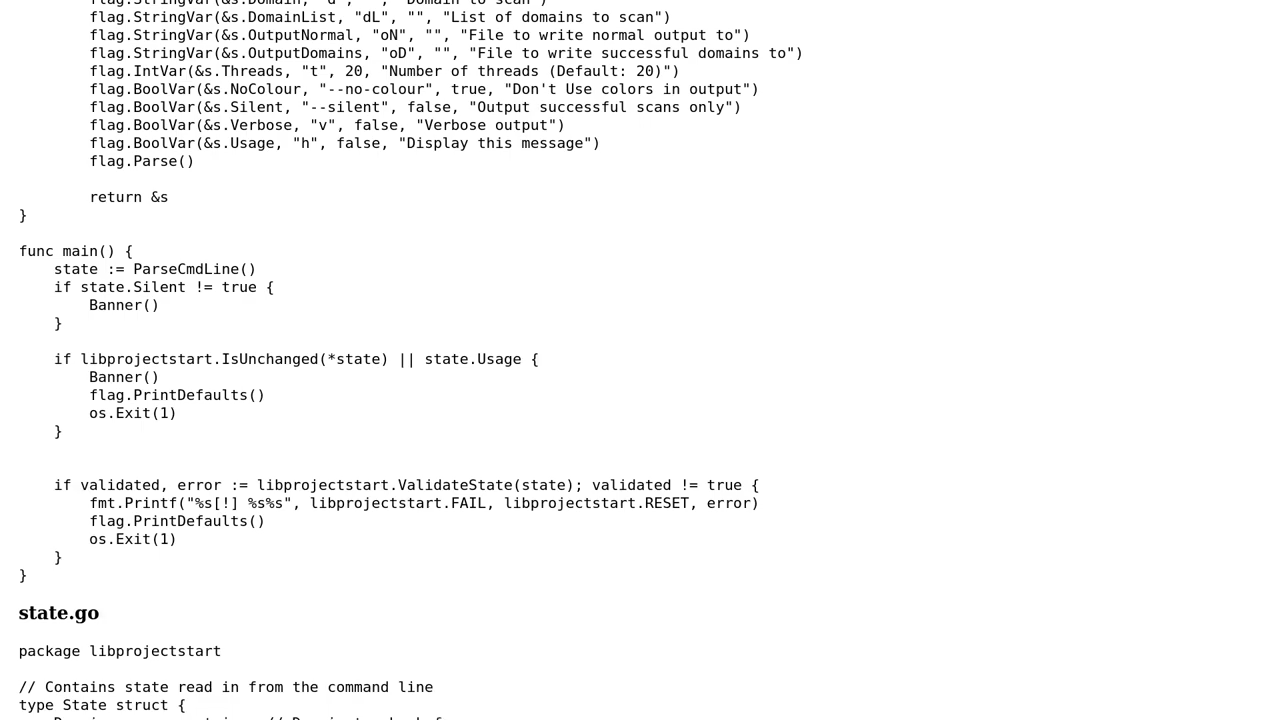 flag.StringVar(&s.Domain, "d", "", "Domain to scan")
flag.StringVar(&s.DomainList, "dL", "", "List of domains to scan")
flag.StringVar(&s.OutputNormal, "oN", "", "File to write normal output to")
flag.StringVar(&s.OutputDomains, "oD", "", "File to write successful domains to")
flag.IntVar(&s.Threads, "t", 20, "Number of threads (Default: 20)")
flag.BoolVar(&s.NoColour, "--no-colour", true, "Don't Use colors in output")
flag.BoolVar(&s.Silent, "--silent", false, "Output successful scans only")
flag.BoolVar(&s.Verbose, "v", false, "Verbose output")
flag.BoolVar(&s.Usage, "h", false, "Display this message")
flag.Parse()
return &s
}
func main() {
state := ParseCmdLine()
if state.Silent != true {
Banner()
}
if libprojectstart.IsUnchanged(*state) || state.Usage {
Banner()
flag.PrintDefaults()
os.Exit(1)
}
if validated, error := libprojectstart.ValidateState(state); validated != true {
fmt.Printf("%s[!] %s%s", libprojectstart.FAIL, libprojectstart.RESET, error)
flag.PrintDefaults()
os.Exit(1)
}
}
state.go
package libprojectstart
// Contains state read in from the command line
type State struct {